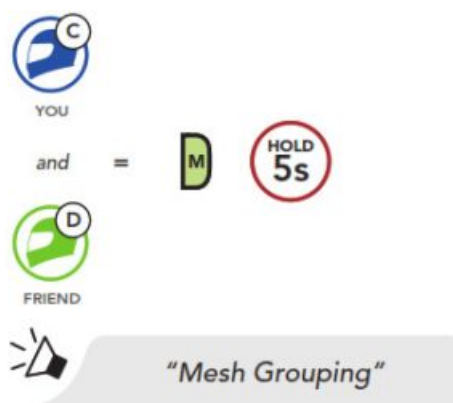 C
YOU
and = M HOLD 5s
D
FRIEND
"Mesh Grouping"